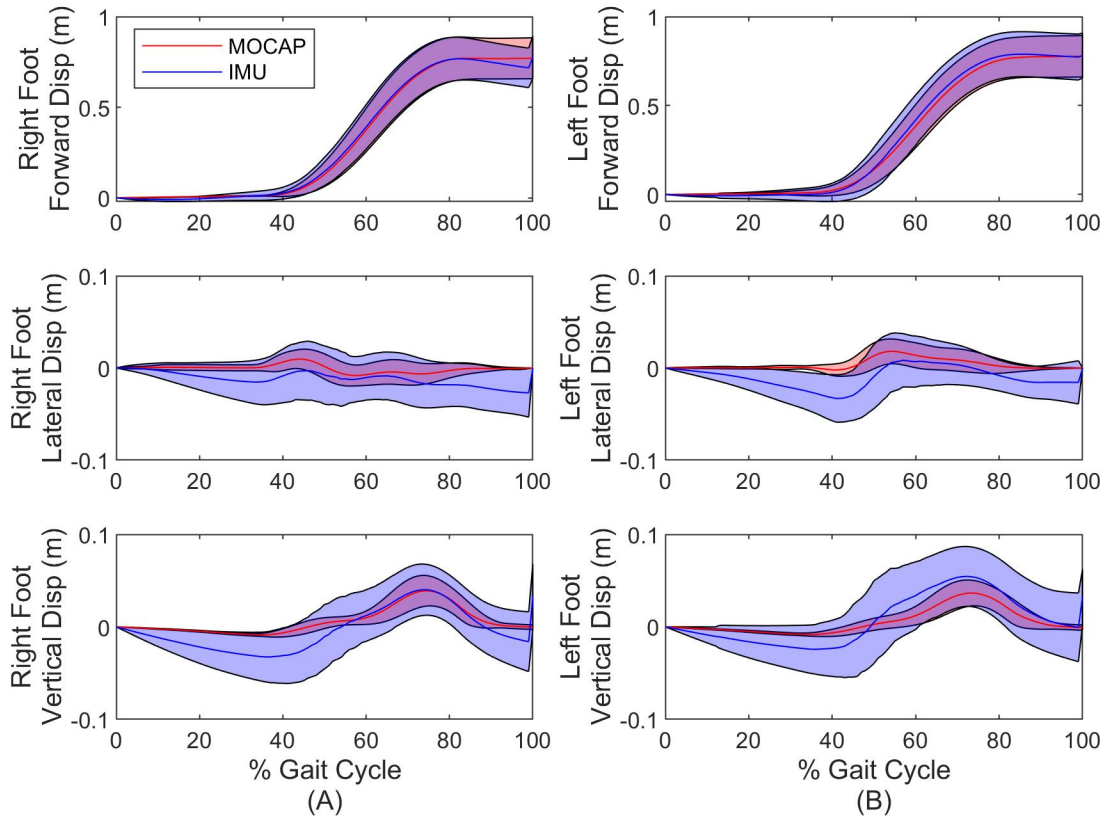 Right Foot
Forward Disp (m)
1
0.5
0
MOCAP
IMU
0 20 40 60 80 100
Left Foot
Forward Disp (m)
1
0.5
0
0 20 40 60 80 100
Right Foot
Lateral Disp (m)
0.1
0
-0.1
0 20 40 60 80 100
Left Foot
Lateral Disp (m)
0.1
0
-0.1
0 20 40 60 80 100
Right Foot
Vertical Disp (m)
0.1
0
-0.1
0 20 40 60 80 100
% Gait Cycle
(A)
Left Foot
Vertical Disp (m)
0.1
0
-0.1
0 20 40 60 80 100
% Gait Cycle
(B)